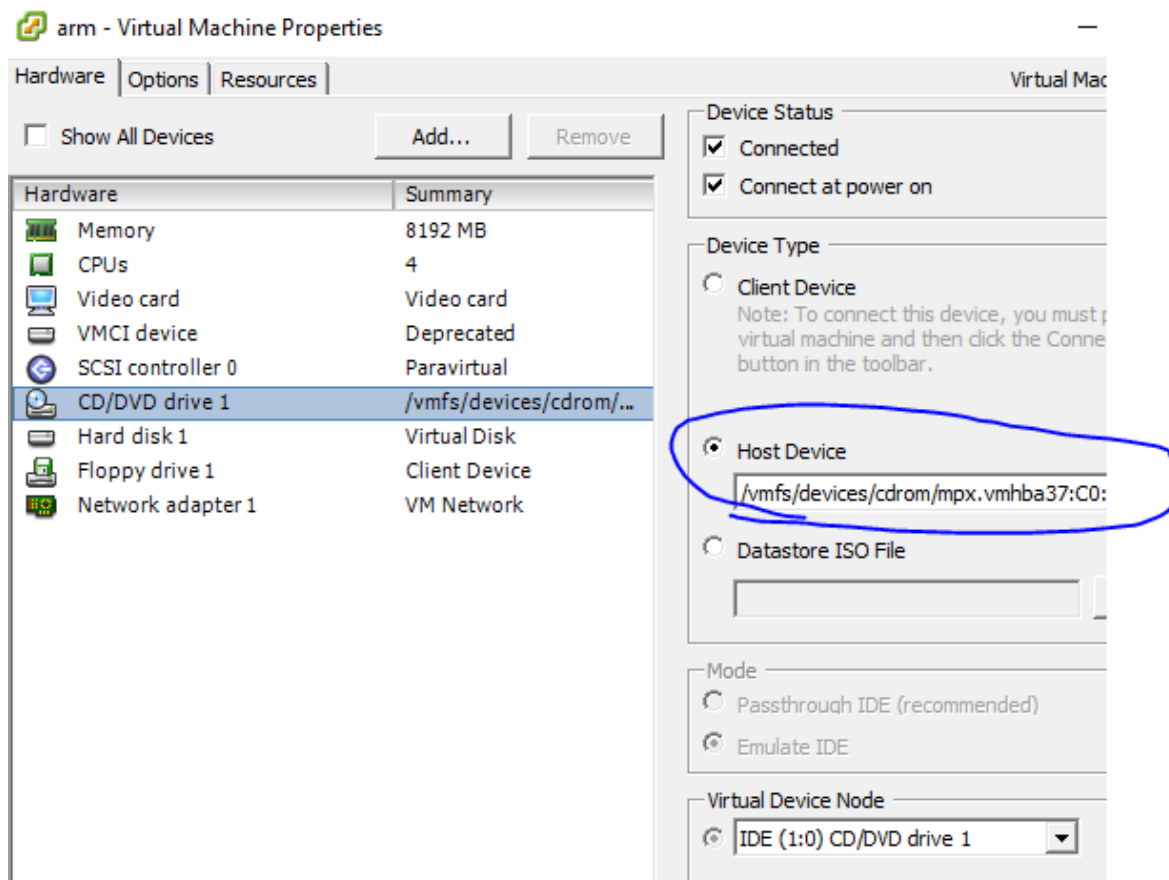 arm - Virtual Machine Properties
Hardware Options Resources
Virtual Mac
Show All Devices
Add...
Remove
Hardware Summary
Memory 8192 MB
CPUs 4
Video card Video card
VMCI device Deprecated
SCSI controller 0 Paravirtual
CD/DVD drive 1 /vmfs/devices/cdrom/...
Hard disk 1 Virtual Disk
Floppy drive 1 Client Device
Network adapter 1 VM Network
Device Status
Connected
Connect at power on
Device Type
Client Device
Note: To connect this device, you must p
virtual machine and then click the Conne
button in the toolbar.
Host Device
/vmfs/devices/cdrom/mpx.vmhba37:C0:
Datastore ISO File
Mode
Passthrough IDE (recommended)
Emulate IDE
Virtual Device Node
IDE (1:0) CD/DVD drive 1